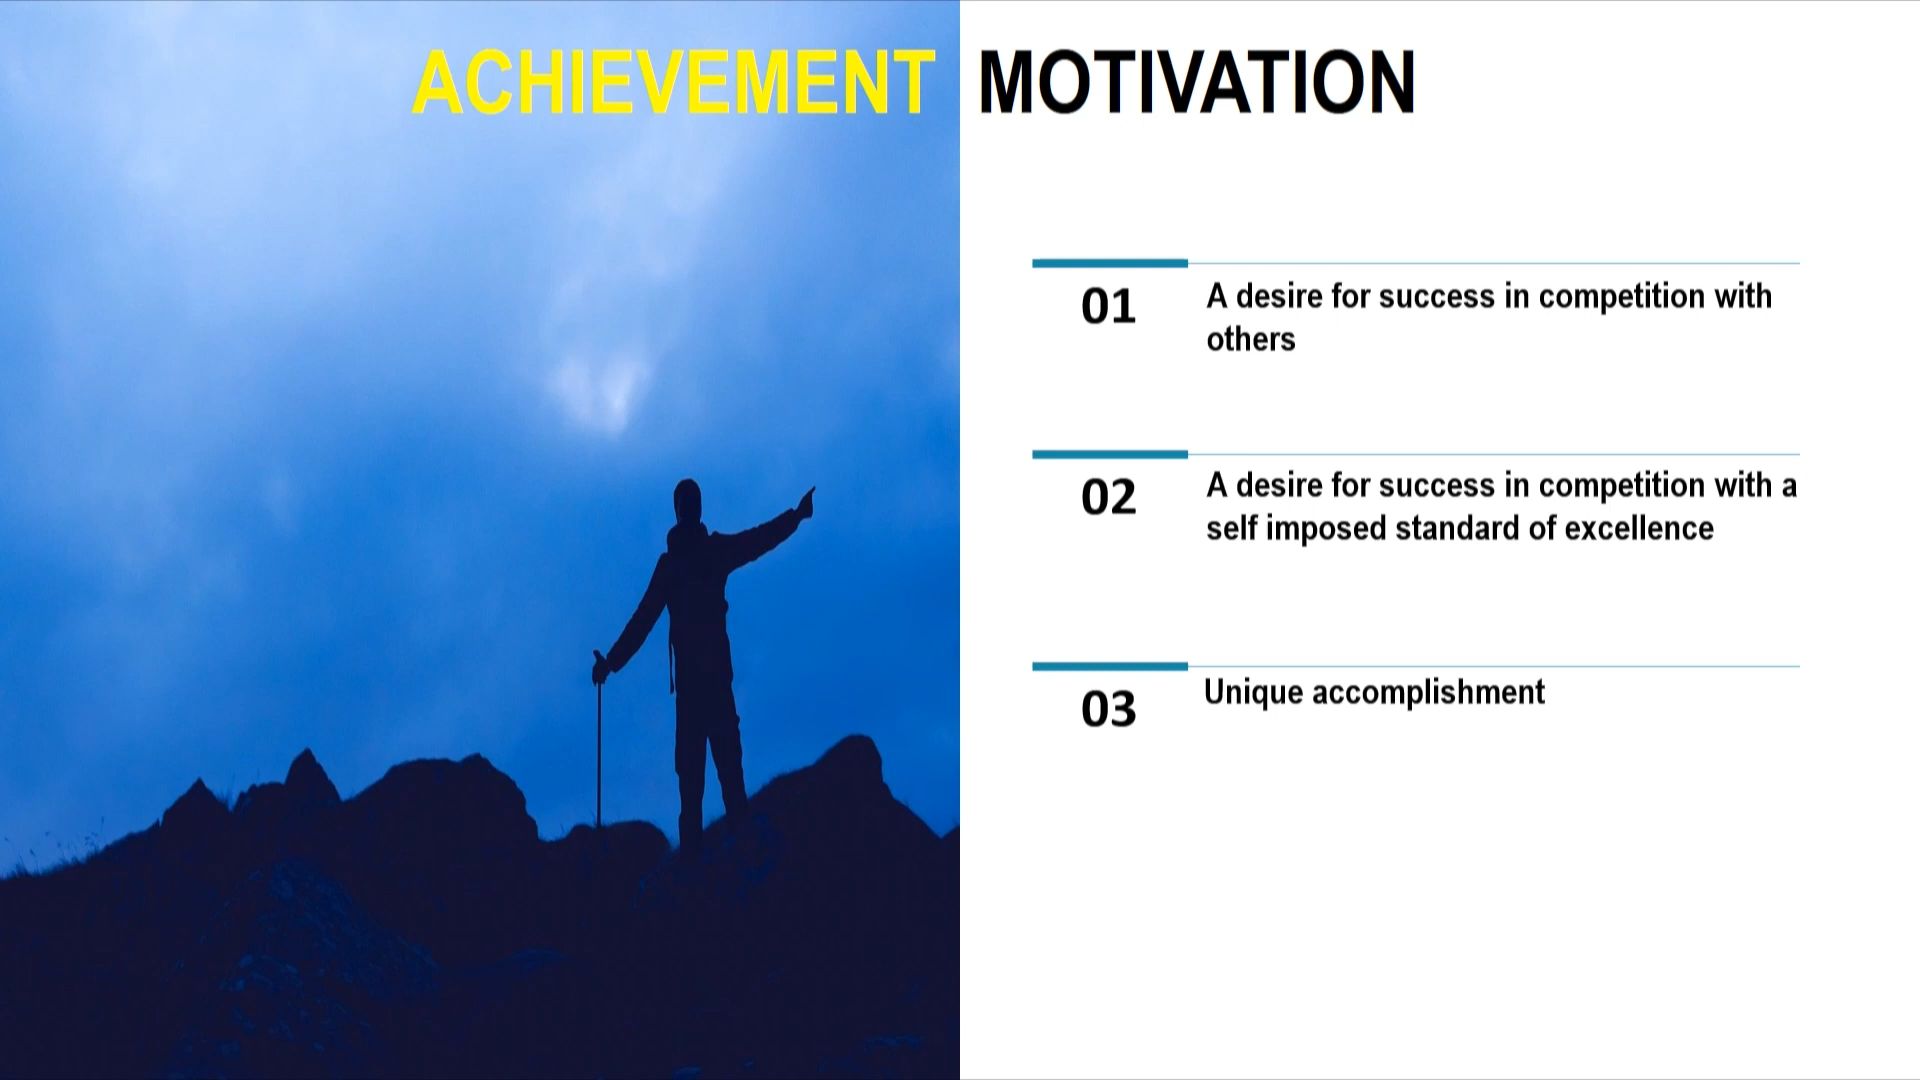 ACHIEVEMENT MOTIVATION
01
A desire for success in competition with
others
02
A desire for success in competition with a
self imposed standard of excellence
03
Unique accomplishment